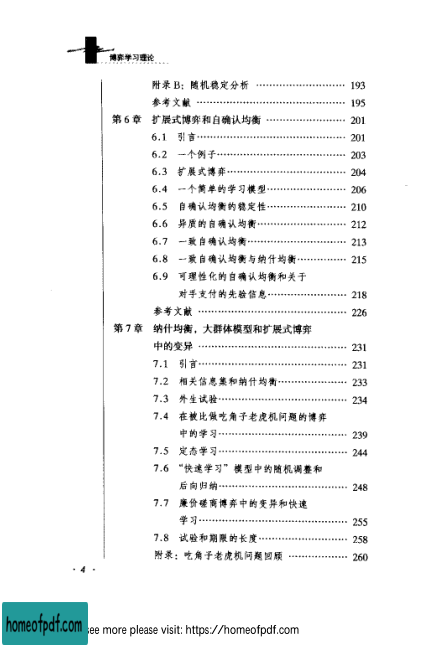 博弈学习理论
附录 B：随机稳定分析 ………………………… 193
参考文献 ………………………………………… 195
第 6 章 扩展式博弈和自确认均衡 ……………………… 201
6.1 引言………………………………………… 201
6.2 一个例子…………………………………… 203
6.3 扩展式博弈………………………………… 204
6.4 一个简单的学习模型……………………… 206
6.5 自确认均衡的稳定性……………………… 210
6.6 异质的自确认均衡………………………… 212
6.7 一致自确认均衡…………………………… 213
6.8 一致自确认均衡与纳什均衡……………… 215
6.9 可理性化的自确认均衡和关于
对手支付的先验信息……………………… 218
参考文献 ………………………………………… 226
第 7 章 纳什均衡，大群体模型和扩展式博弈
中的变异 ………………………………………… 231
7.1 引言………………………………………… 231
7.2 相关信息集和纳什均衡…………………… 233
7.3 外生试验…………………………………… 234
7.4 在被比做吃角子老虎机问题的博弈
中的学习…………………………………… 239
7.5 定态学习…………………………………… 244
7.6 “快速学习”模型中的随机调整和
后向归纳…………………………………… 248
7.7 廉价磋商博弈中的变异和快速
学习………………………………………… 255
7.8 试验和期限的长度………………………… 258
附录：吃角子老虎机问题回顾 ………………… 260
· 4 ·
homeofpdf.com
see more please visit: https://homeofpdf.com